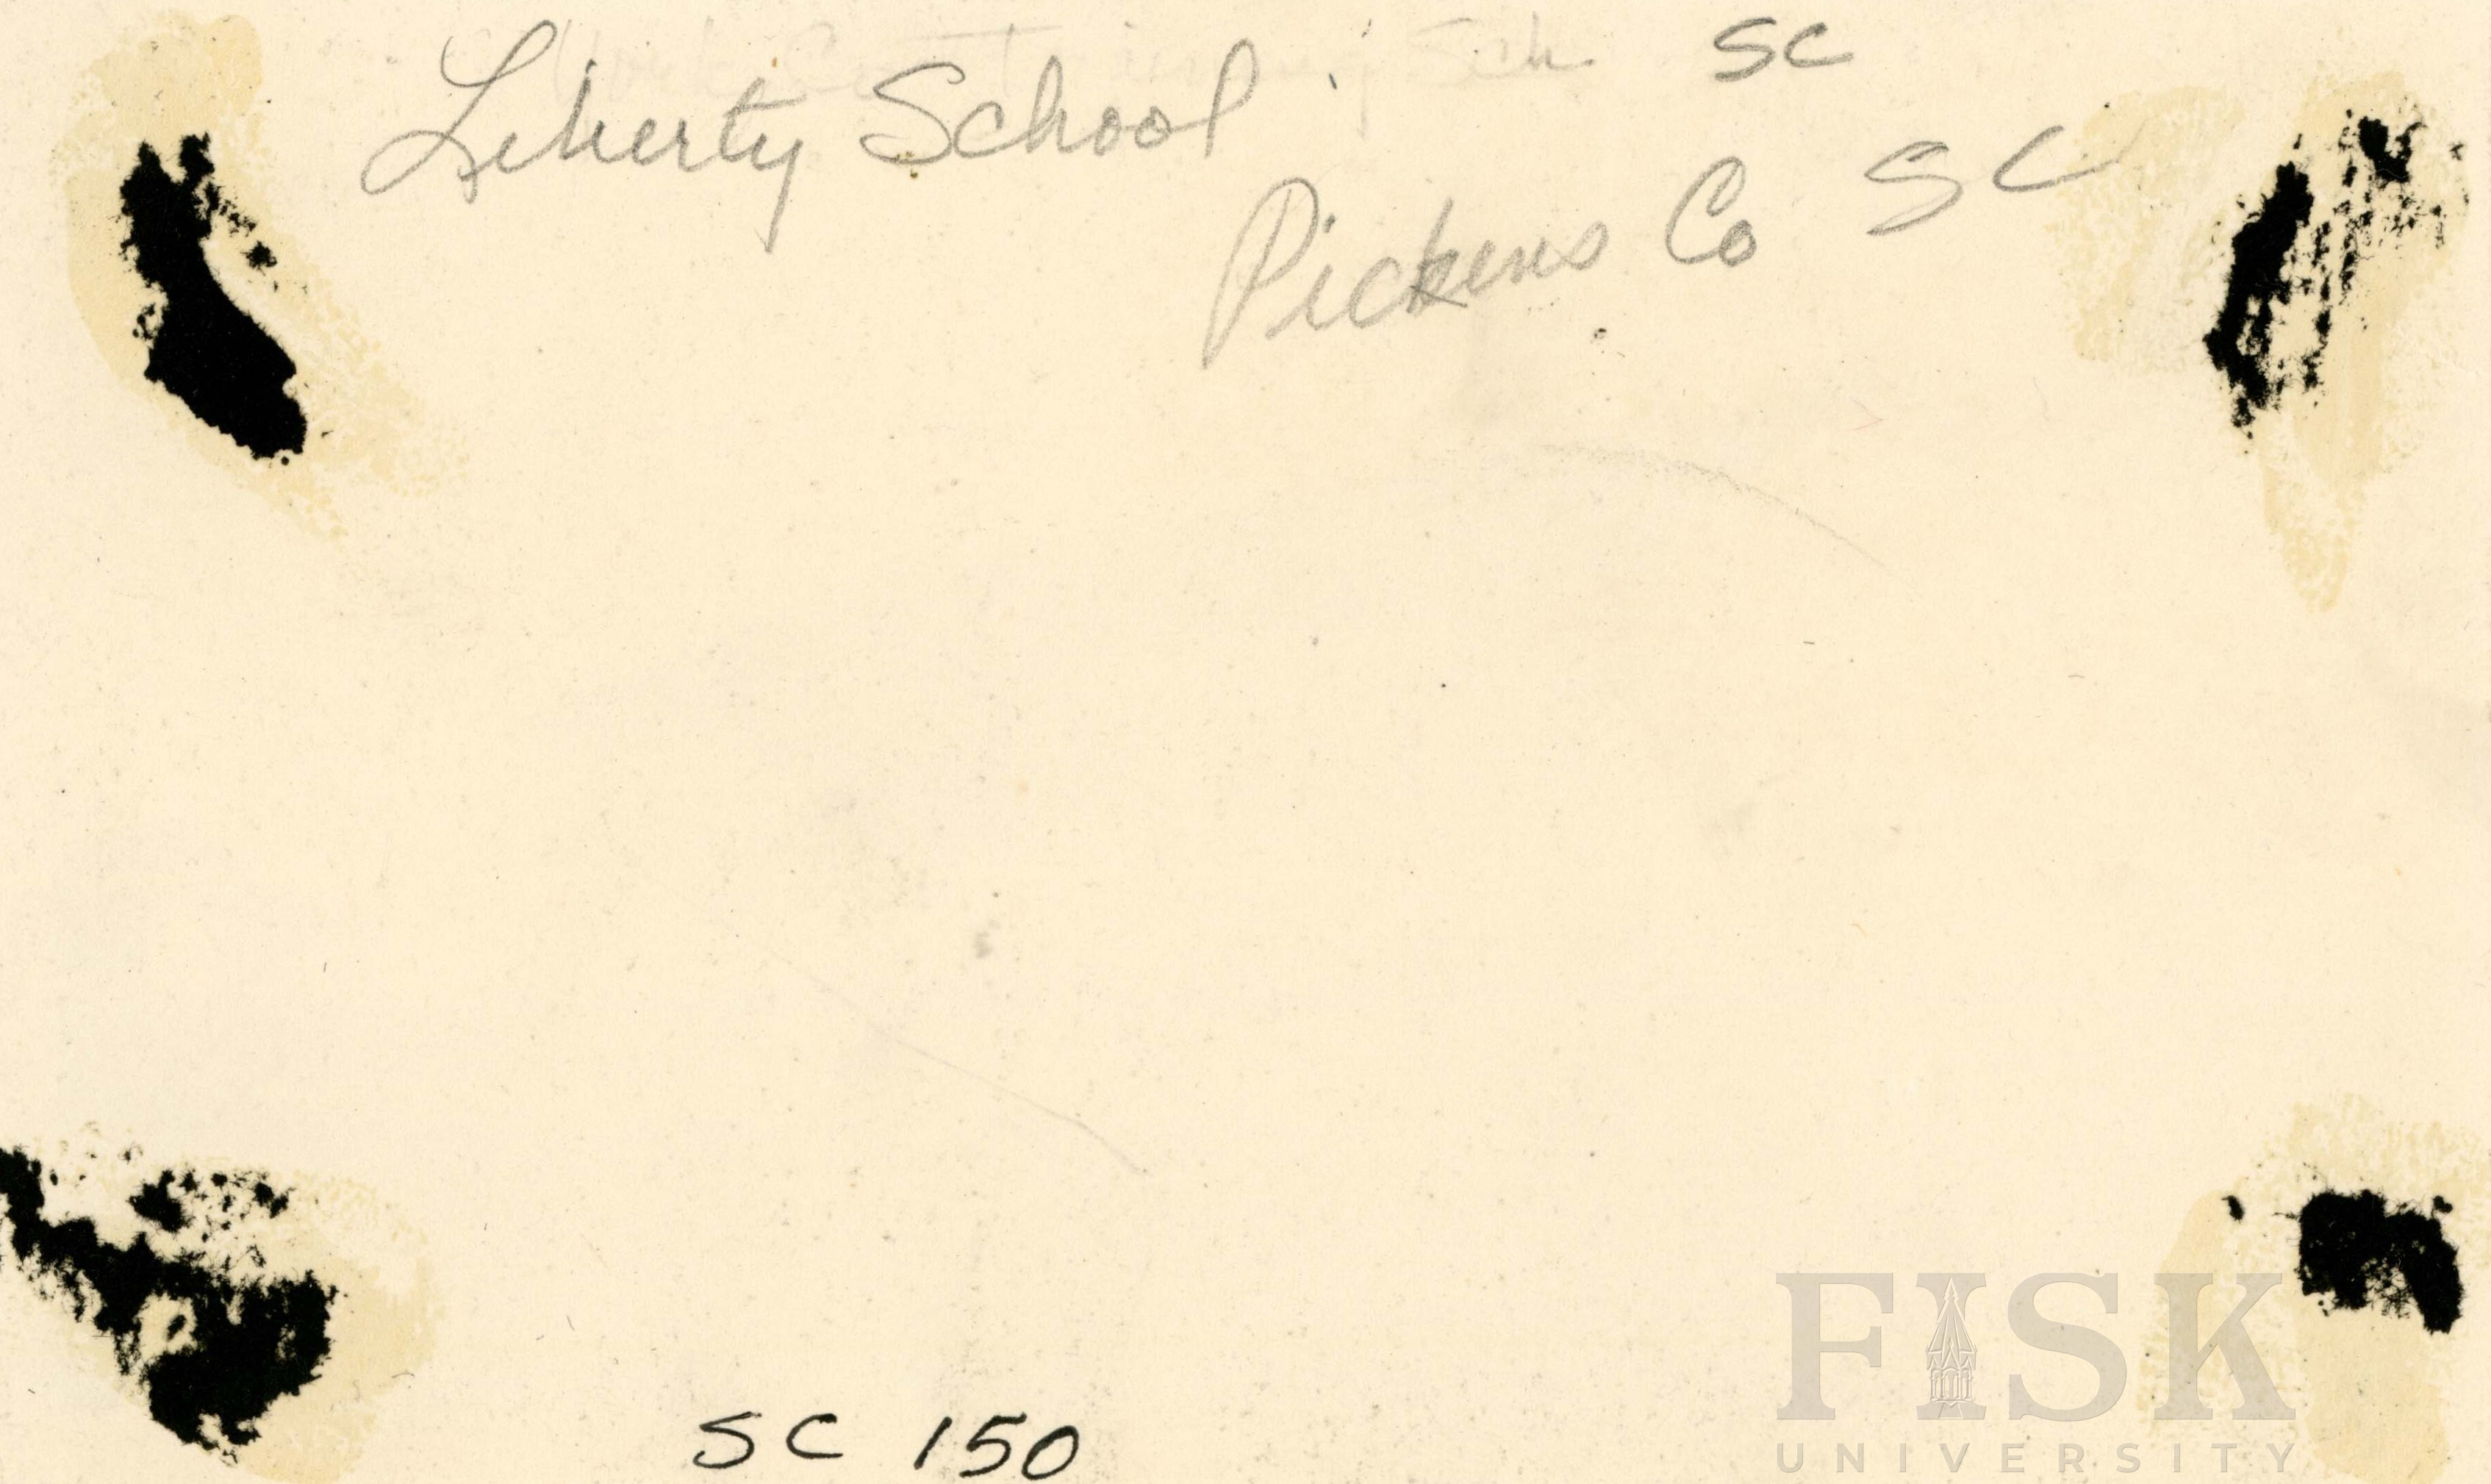 SC
Liberty School
Pickens Co SC
SC 150
FISK
UNIVERSITY